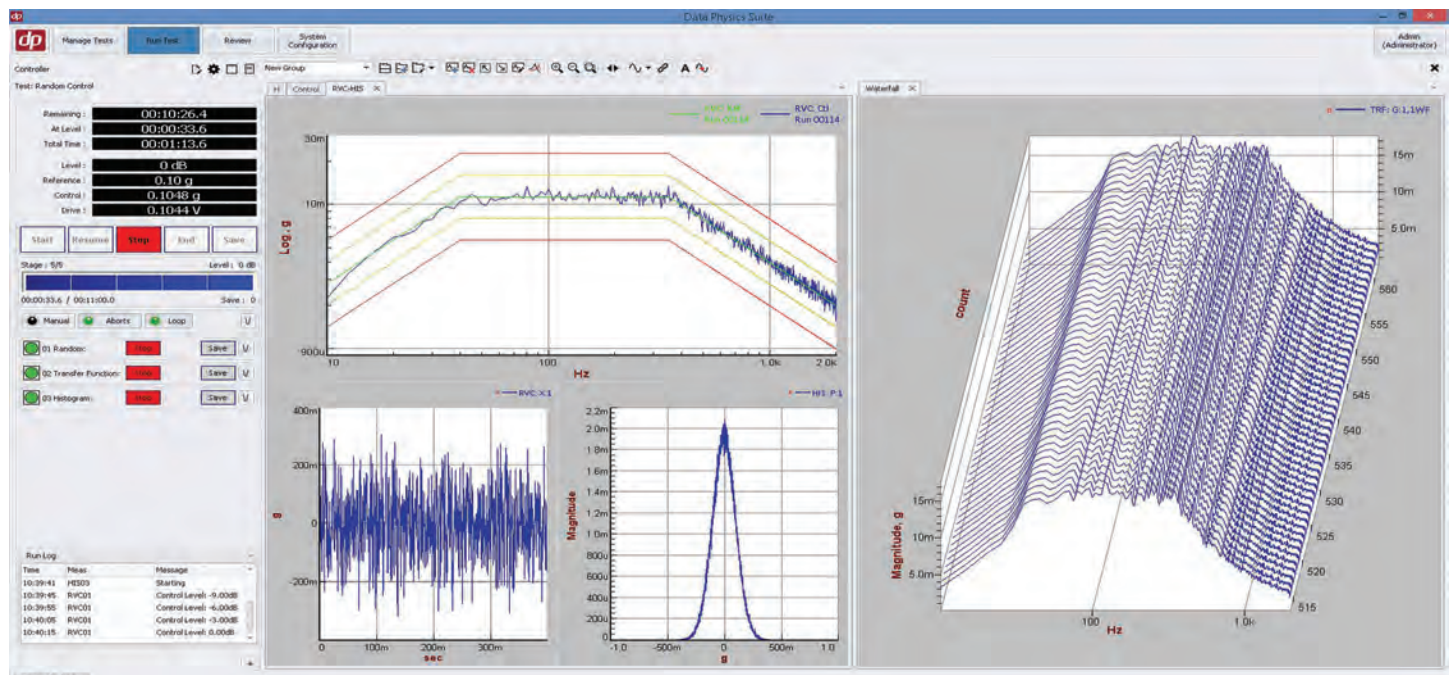 dp
Data Physics Suite
dp
Manage Tests
Run Test
Review
System
Configuration
Admin
(Administrator)
Controller
New Group
A
Test: Random Control
Remaining : 00:10:26.4
At Level : 00:00:33.6
Total Time : 00:01:13.6
Level : 0 dB
Reference : 0.10 g
Control : 0.1048 g
Drive : 0.1044 V
Start Resume Stop End Save
Stage : 5/5 Level : 0 dB
00:00:33.6 / 00:11:00.0 Save : 0
Manual Aborts Loop
01 Random: Stop Save
02 Transfer Function: Stop Save
03 Histogram: Stop Save
Run Log
Time Meas Message
10:39:41 HIS03 Starting
10:39:45 RVC01 Control Level: -9.00dB
10:39:55 RVC01 Control Level: -6.00dB
10:40:05 RVC01 Control Level: -3.00dB
10:40:15 RVC01 Control Level: 0.00dB
H Control RVC-HIS
RVC: Ctl
Run 00114
30m
10m
900u
Log, g
10 100 1.0k 2.0k
Hz
RVC: X:1
400m
200m
0
-200m
g
0 100m 200m 300m
sec
HIS: P:1
2.2m
2.0m
1.8m
1.6m
1.4m
1.2m
1.0m
800u
600u
400u
200u
0
Magnitude
-1.0 -500m 0 500m 1.0
g
Waterfall
TRF: G:1,1WF
15m
10m
5.0m
count
560
555
550
545
540
535
530
525
520
515
15m
10m
5.0m
Magnitude, g
100 1.0k
Hz